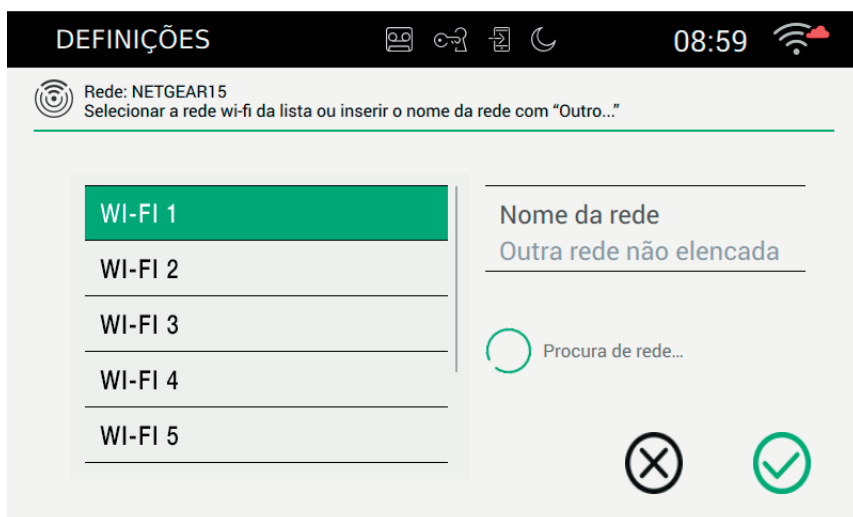 DEFINIÇÕES 08:59
Rede: NETGEAR15
Selecionar a rede wi-fi da lista ou inserir o nome da rede com “Outro...”
WI-FI 1
WI-FI 2
WI-FI 3
WI-FI 4
WI-FI 5
Nome da rede
Outra rede não elencada
Procura de rede...